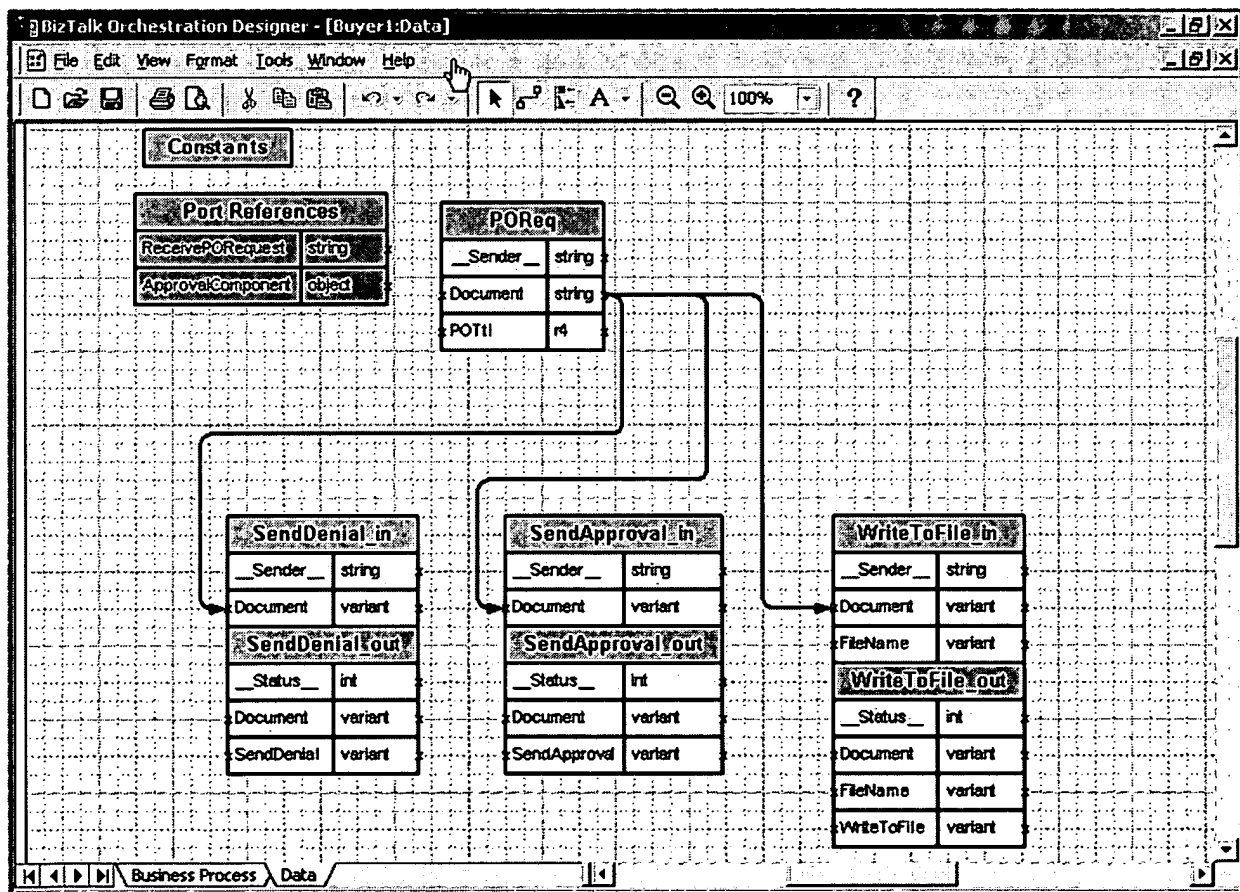 BizTalk Orchestration Designer - [Buyer1:Data]
File Edit View Format Tools Window Help
A 100% ?
Constants
Port References
ReceivePORequest string
ApprovalComponent object
POReq
__Sender__ string
Document string
POTtl r4
SendDenial_in
__Sender__ string
Document variant
SendDenial_out
__Status__ int
Document variant
SendDenial variant
SendApproval_in
__Sender__ string
Document variant
SendApproval_out
__Status__ int
Document variant
SendApproval variant
WriteToFile_in
__Sender__ string
Document variant
FileName variant
WriteToFile_out
__Status__ int
Document variant
FileName variant
WriteToFile variant
Business Process Data